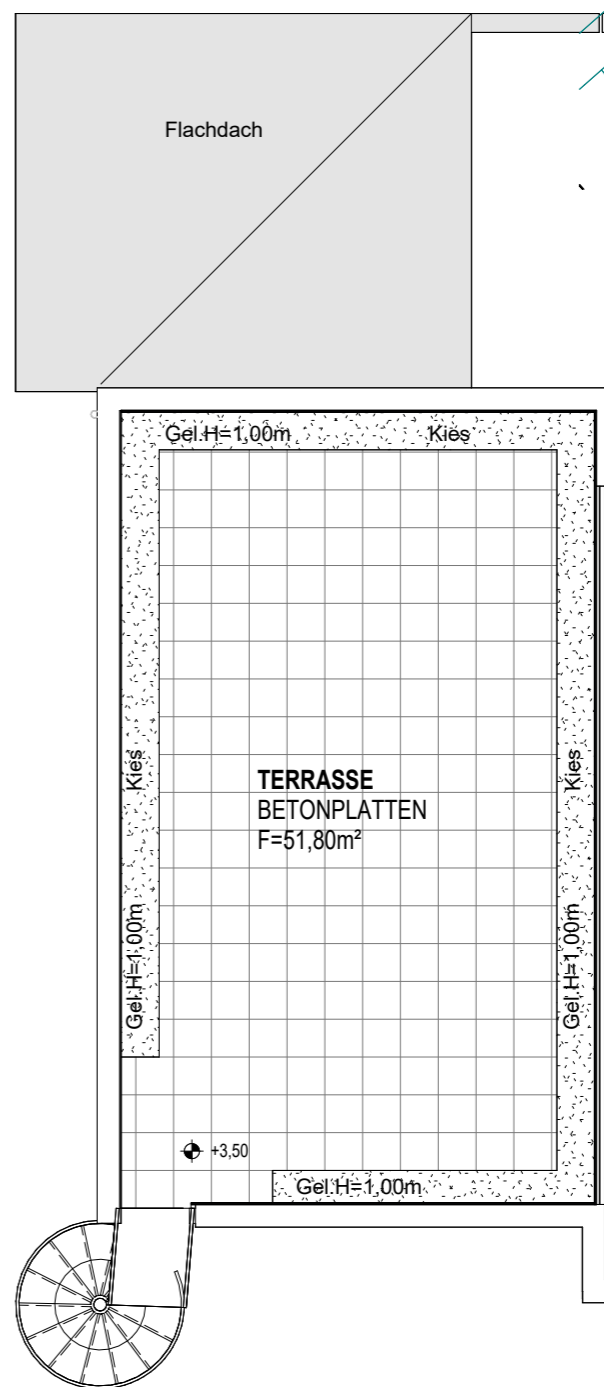 Flachdach
Gel.H=1,00m
Kies
Kies
Kies
TERRASSE
BETONPLATTEN
F=51,80m²
Gel.H=1,00m
Gel.H=1,00m
+3,50
Gel.H=1,00m